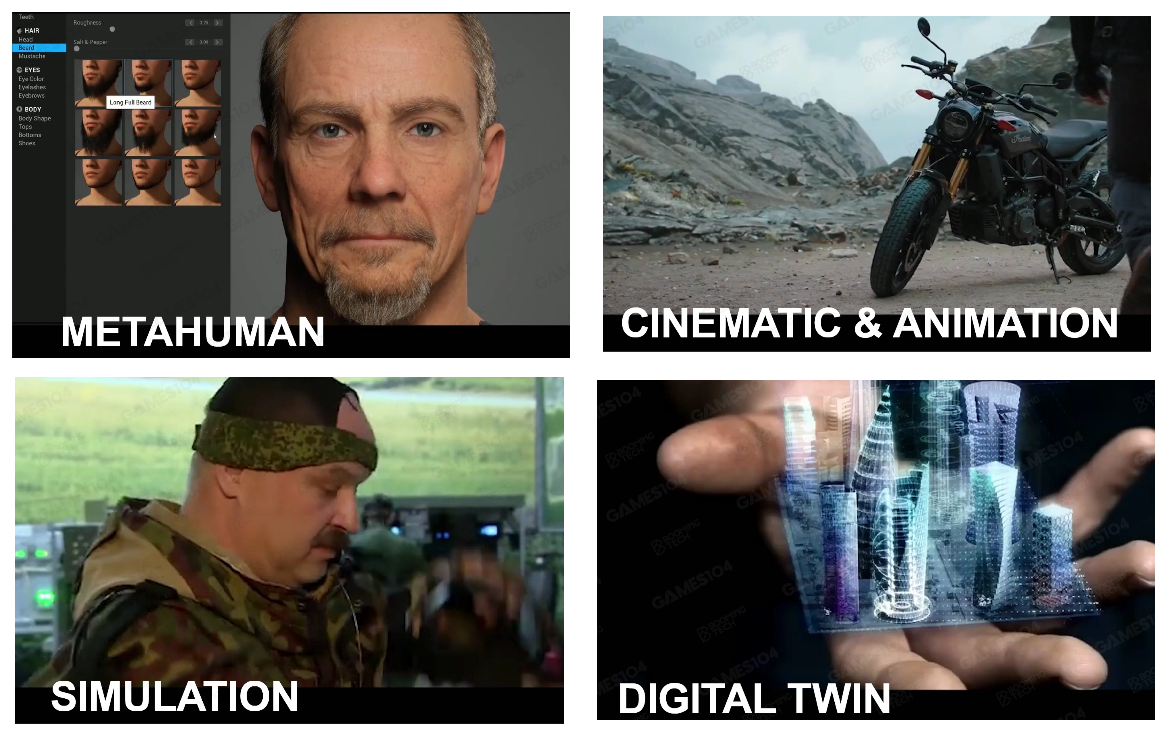 Teeth
HAIR
Head
Beard
Mustache
EYES
Eye Color
Eyelashes
Eyebrows
BODY
Body Shape
Tops
Bottoms
Shoes
Roughness
Salt & Pepper
Long Full Beard
METAHUMAN
CINEMATIC & ANIMATION
GAMES104
SIMULATION
DIGITAL TWIN
GAMES104
GAMES104
GAMES104